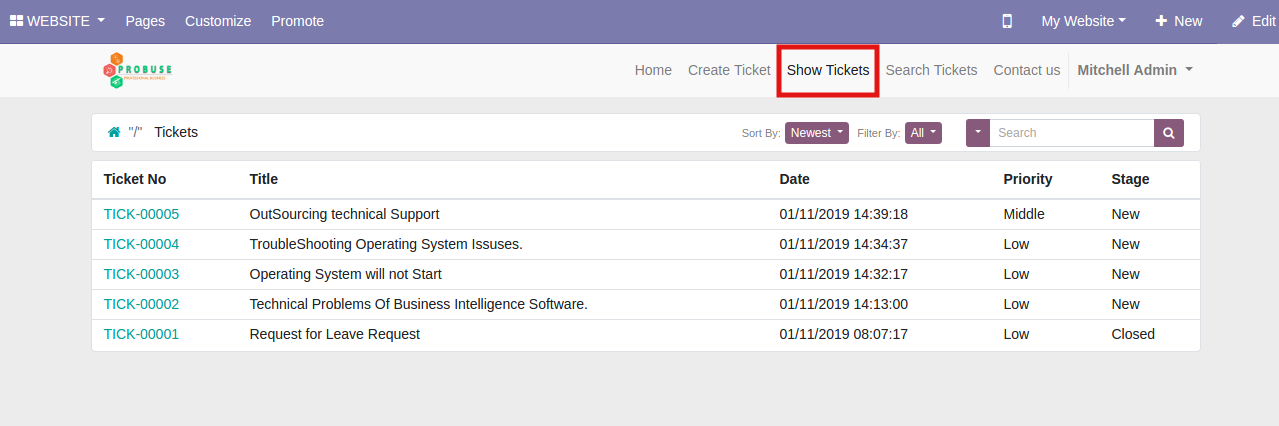 WEBSITE Pages Customize Promote My Website New Edit
PROBUSE Home Create Ticket Show Tickets Search Tickets Contact us Mitchell Admin
"/" Tickets Sort By: Newest Filter By: All Search
Ticket No Title Date Priority Stage
TICK-00005 OutSourcing technical Support 01/11/2019 14:39:18 Middle New
TICK-00004 TroubleShooting Operating System Issuses. 01/11/2019 14:34:37 Low New
TICK-00003 Operating System will not Start 01/11/2019 14:32:17 Low New
TICK-00002 Technical Problems Of Business Intelligence Software. 01/11/2019 14:13:00 Low New
TICK-00001 Request for Leave Request 01/11/2019 08:07:17 Low Closed